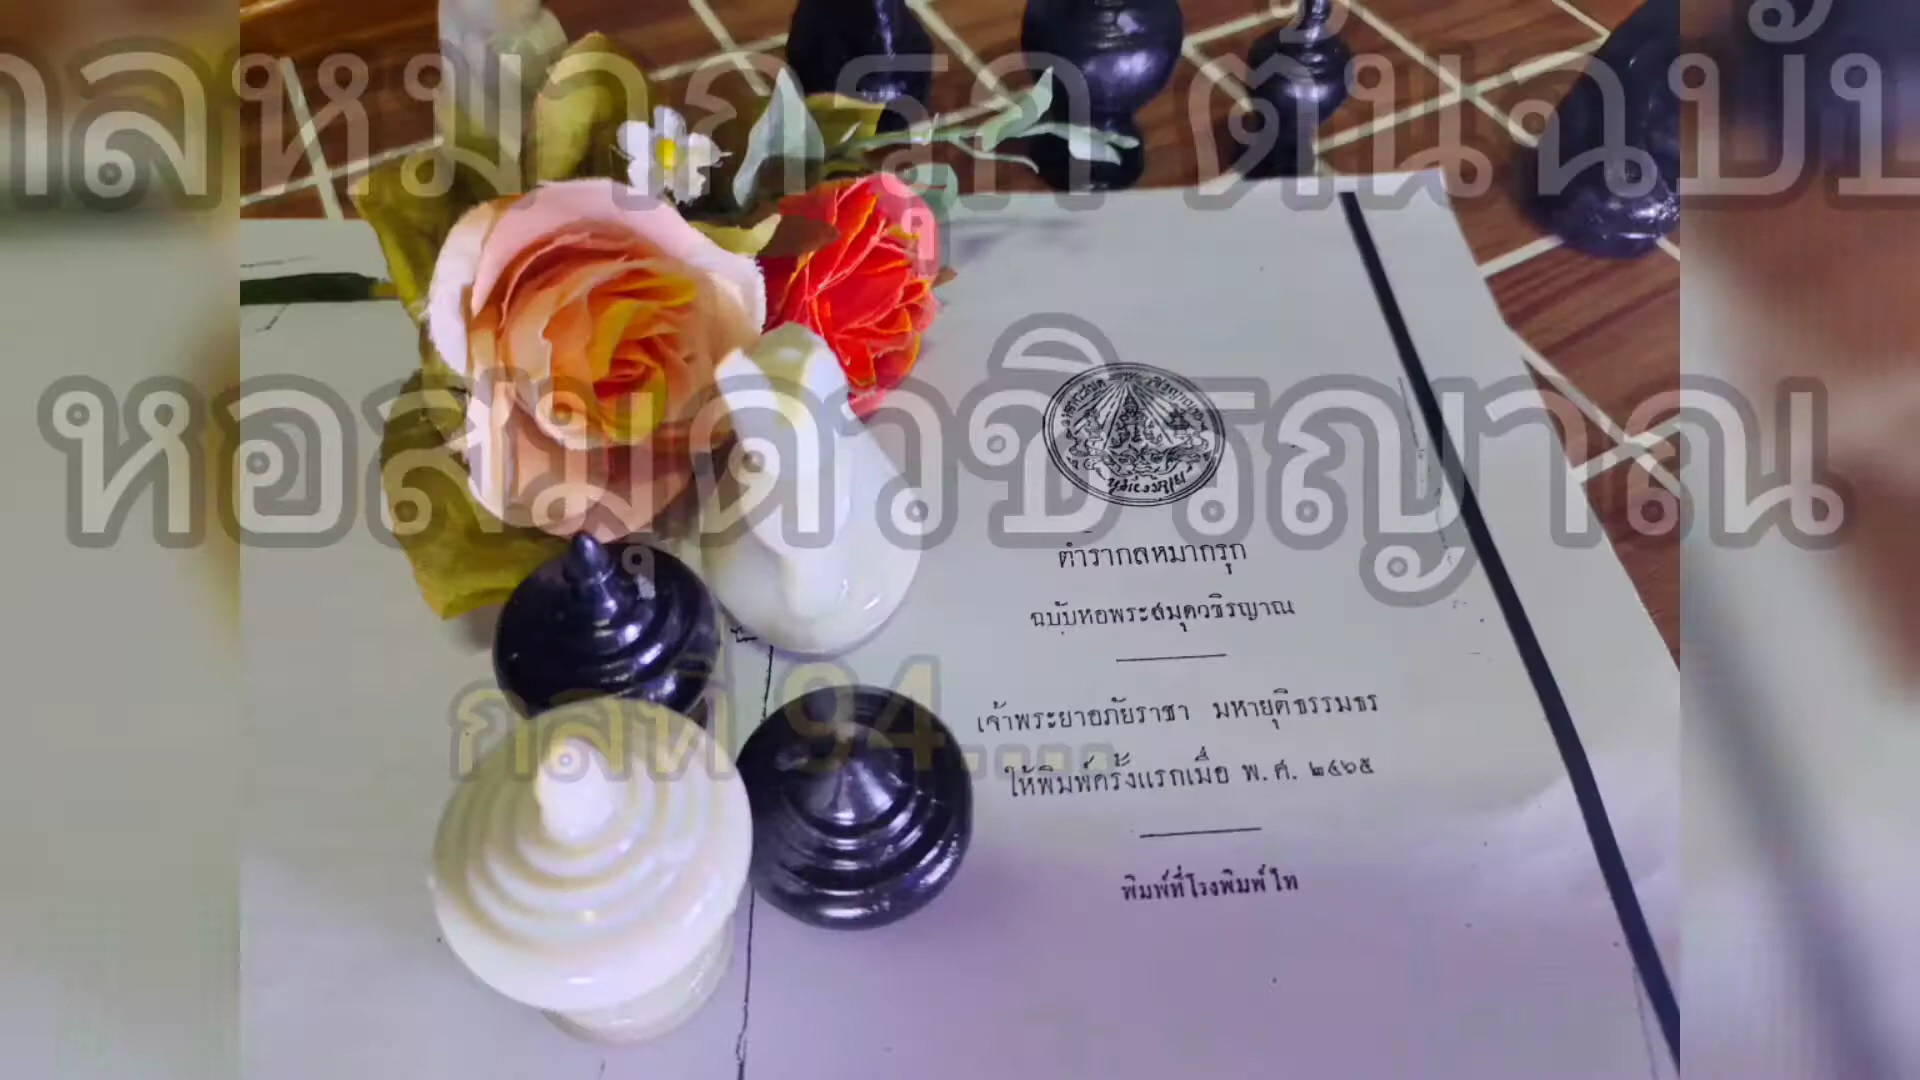 กลหมากรุก ต้นฉบับ
หอสมุดวชิรญาณ
ตำรากลหมากรุก
ฉบับหอพระสมุดวชิรญาณ
กลที่ 94.....
เจ้าพระยาอภัยราชา มหายุติธรรมธร
ให้พิมพ์ครั้งแรกเมื่อ พ.ศ. ๒๔๖๕
พิมพ์ที่โรงพิมพ์ไท